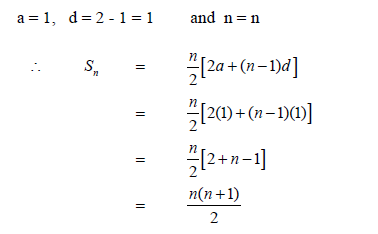 a = 1, d = 2 - 1 = 1 and n = n
∴ Sₙ = n/2 [2a + (n − 1)d]
= n/2 [2(1) + (n − 1)(1)]
= n/2 [2 + n − 1]
= n(n + 1)/2